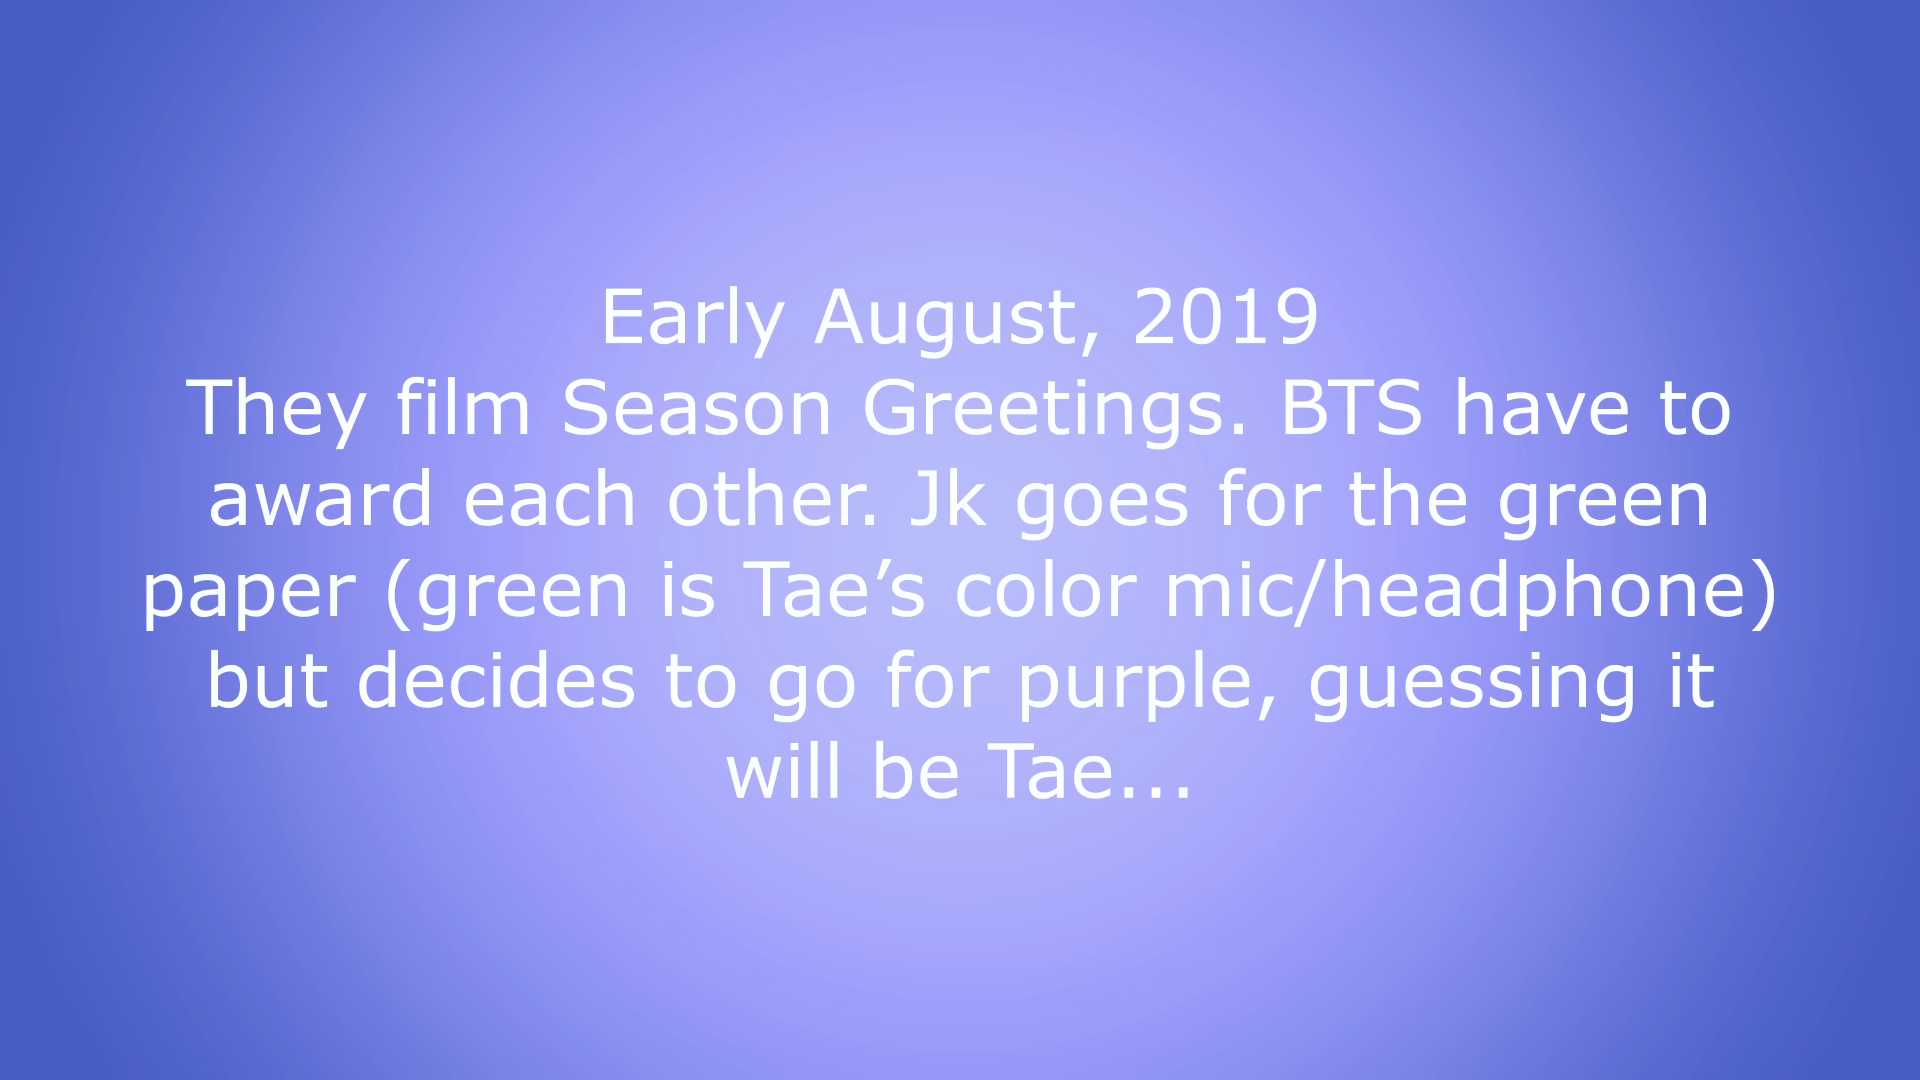 Early August, 2019
They film Season Greetings. BTS have to
award each other. Jk goes for the green
paper (green is Tae’s color mic/headphone)
but decides to go for purple, guessing it
will be Tae...